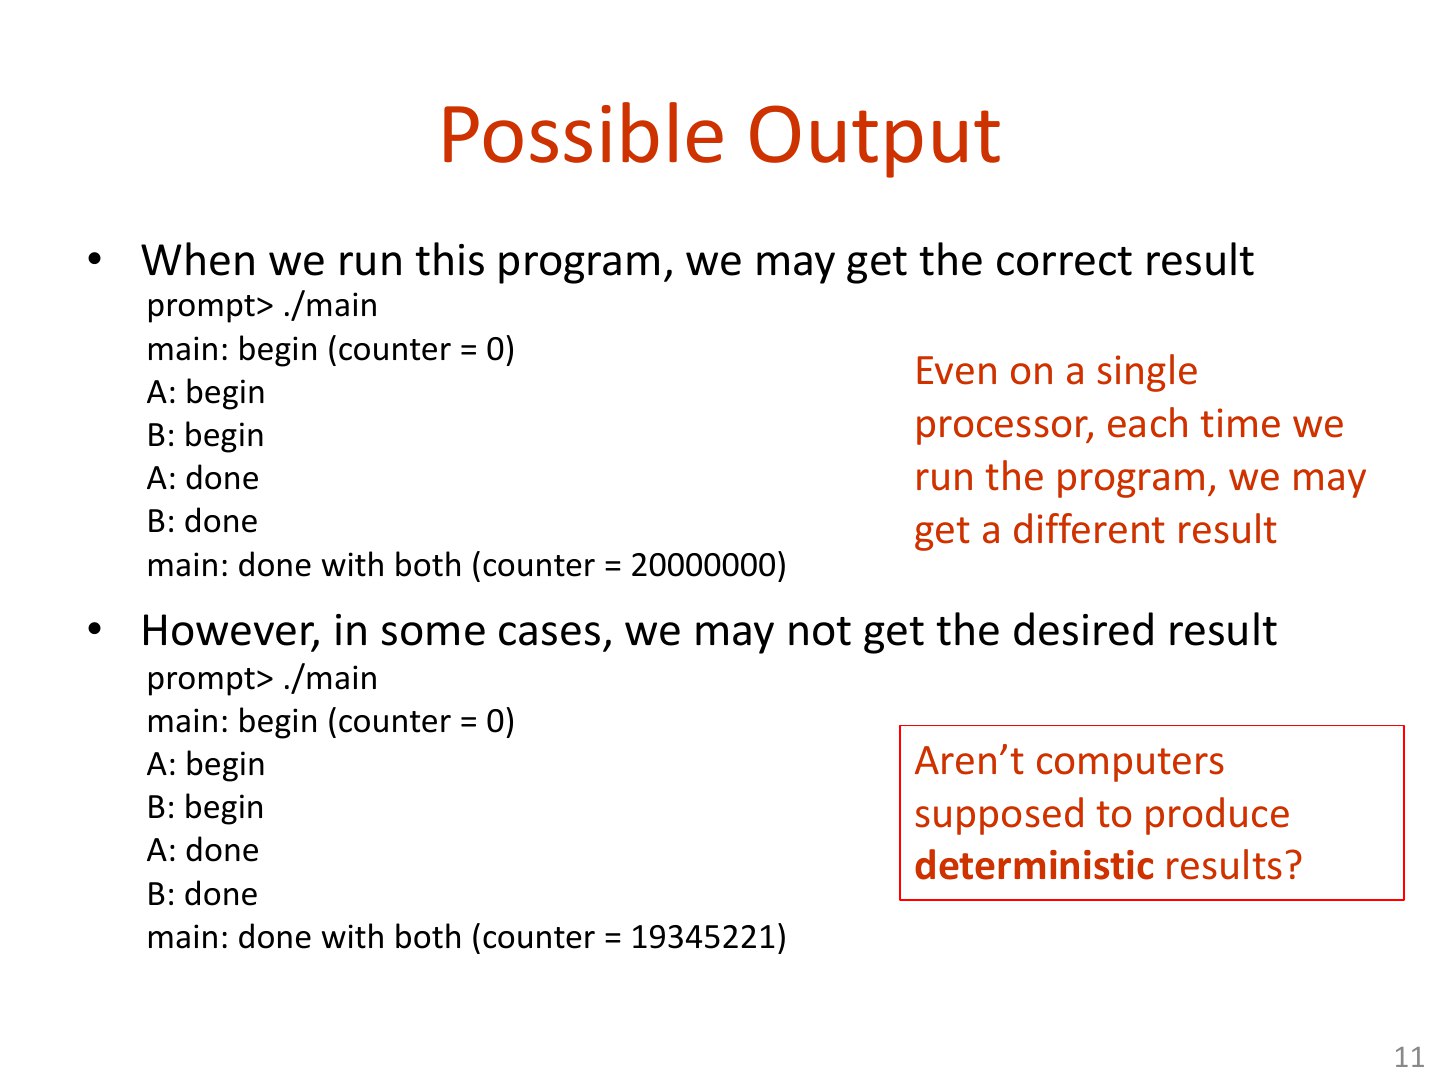 Possible Output
• When we run this program, we may get the correct result
prompt> ./main
main: begin (counter = 0)
A: begin
B: begin
A: done
B: done
main: done with both (counter = 20000000)
Even on a single
processor, each time we
run the program, we may
get a different result
• However, in some cases, we may not get the desired result
prompt> ./main
main: begin (counter = 0)
A: begin
B: begin
A: done
B: done
main: done with both (counter = 19345221)
Aren’t computers
supposed to produce
deterministic results?
11